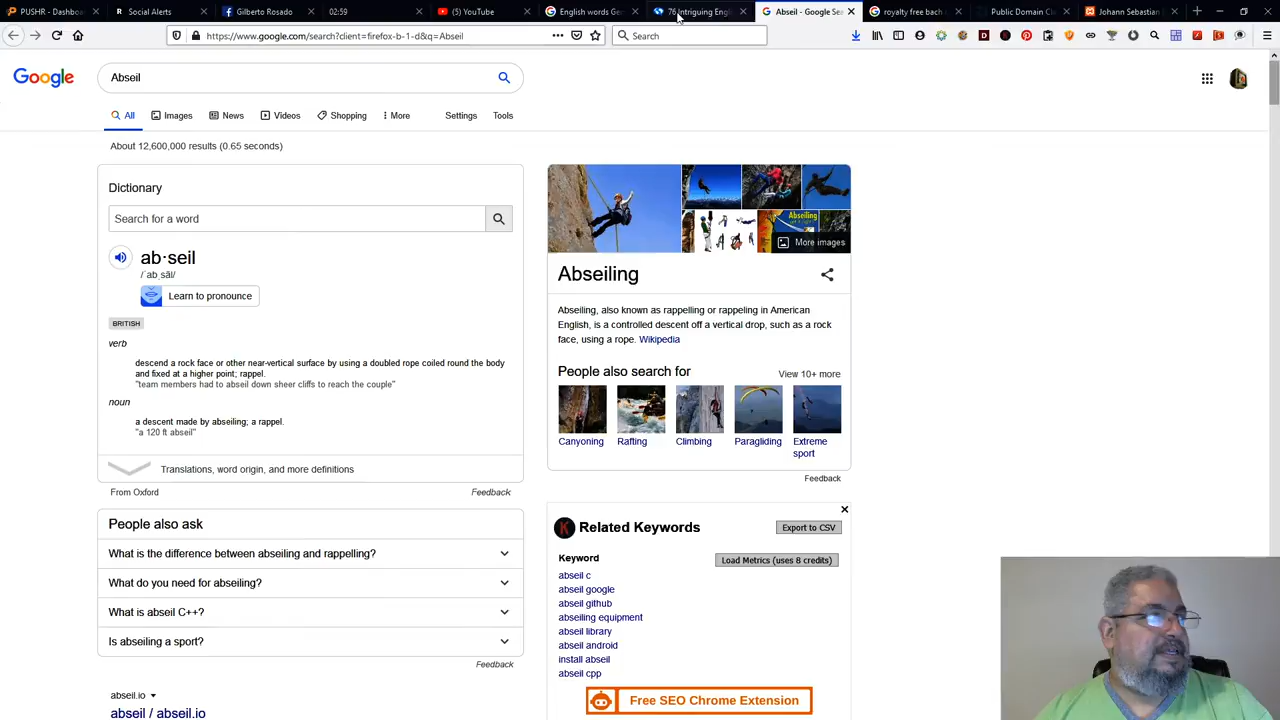 PUSHR - Dashbo
Social Alerts
Gilberto Rosado
02:59
(5) YouTube
English words Ge
76 Intriguing Engli
Abseil - Google Sea
royalty free bach
Public Domain Cl
Johann Sebastian
https://www.google.com/search?client=firefox-b-1-d&q=Abseil
Search
Google
Abseil
All
Images
News
Videos
Shopping
More
Settings
Tools
About 12,600,000 results (0.65 seconds)
Dictionary
Search for a word
ab·seil
/ˈabˌsāl/
Learn to pronounce
BRITISH
verb
descend a rock face or other near-vertical surface by using a doubled rope coiled round the body
and fixed at a higher point; rappel.
"team members had to abseil down sheer cliffs to reach the couple"
noun
a descent made by abseiling; a rappel.
"a 120 ft abseil"
Translations, word origin, and more definitions
From Oxford
Feedback
People also ask
What is the difference between abseiling and rappelling?
What do you need for abseiling?
What is abseil C++?
Is abseiling a sport?
Feedback
abseil.io
abseil / abseil.io
Abseiling
More images
Abseiling
Abseiling, also known as rappelling or rappeling in American
English, is a controlled descent off a vertical drop, such as a rock
face, using a rope. Wikipedia
People also search for
View 10+ more
Canyoning
Rafting
Climbing
Paragliding
Extreme
sport
Feedback
Related Keywords
Export to CSV
Keyword
Load Metrics (uses 8 credits)
abseil c
abseil google
abseil github
abseiling equipment
abseil library
abseil android
install abseil
abseil cpp
Free SEO Chrome Extension